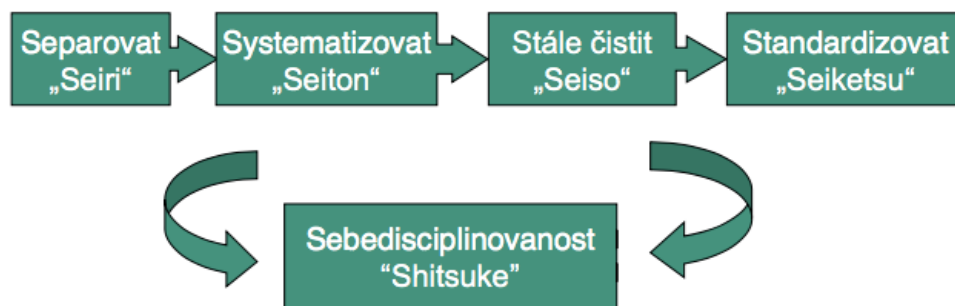 Separovat
„Seiri“
Systematizovat
„Seiton“
Stále čistit
„Seiso“
Standardizovat
„Seiketsu“
Sebedisciplinovanost
“Shitsuke”